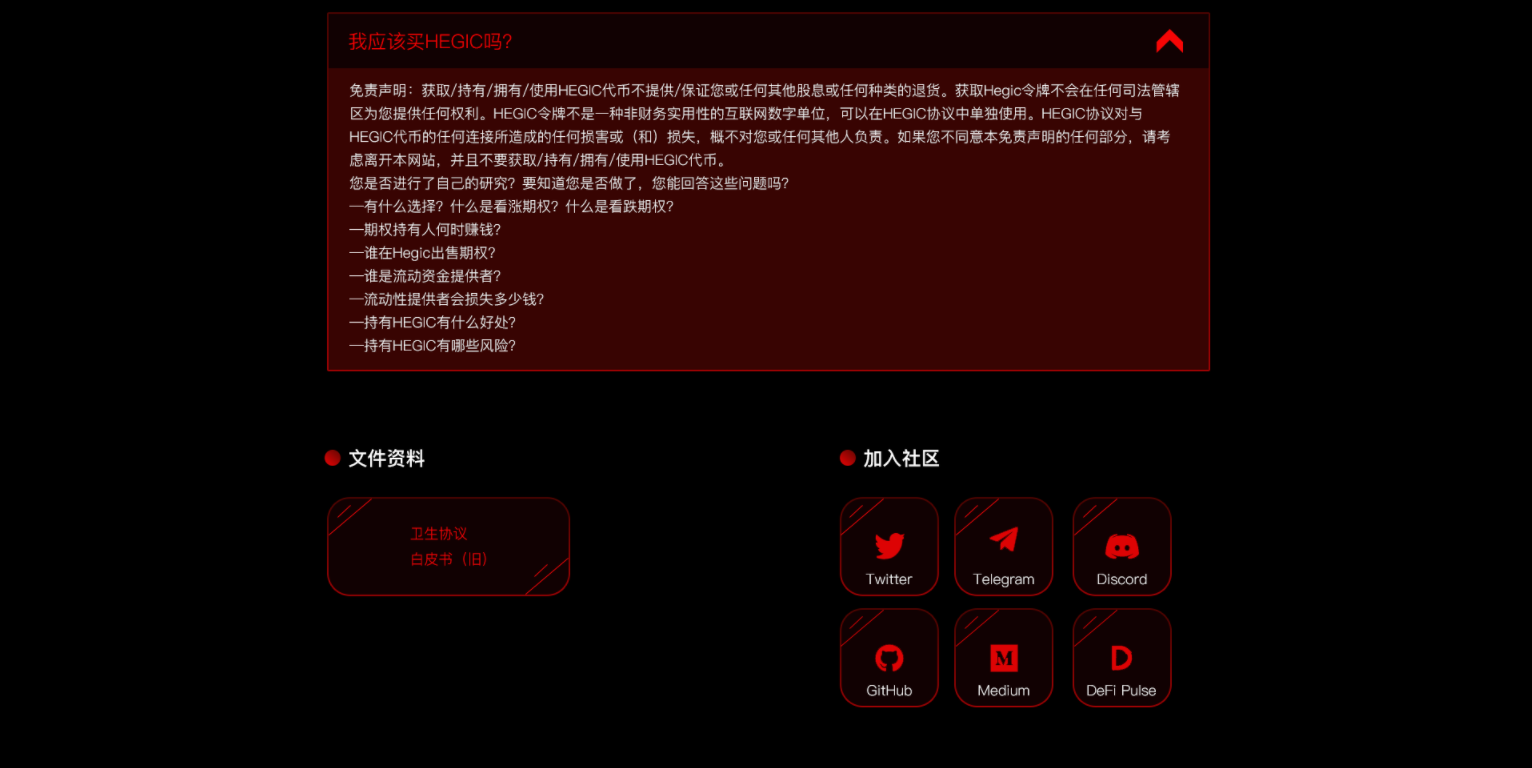 我应该买HEGIC吗?
免责声明：获取/持有/拥有/使用HEGIC代币不提供/保证您或任何其他股息或任何种类的退货。获取Hegic令牌不会在任何司法管辖
区为您提供任何权利。HEGIC令牌不是一种非财务实用性的互联网数字单位，可以在HEGIC协议中单独使用。HEGIC协议对与
HEGIC代币的任何连接所造成的任何损害或（和）损失，概不对您或任何其他人负责。如果您不同意本免责声明的任何部分，请考
虑离开本网站，并且不要获取/持有/拥有/使用HEGIC代币。
您是否进行了自己的研究？要知道您是否做了，您能回答这些问题吗?
—有什么选择？什么是看涨期权？什么是看跌期权?
—期权持有人何时赚钱?
—谁在Hegic出售期权?
—谁是流动资金提供者?
—流动性提供者会损失多少钱?
—持有HEGIC有什么好处?
—持有HEGIC有哪些风险?
文件资料
卫生协议
白皮书（旧）
加入社区
Twitter
Telegram
Discord
GitHub
Medium
DeFi Pulse